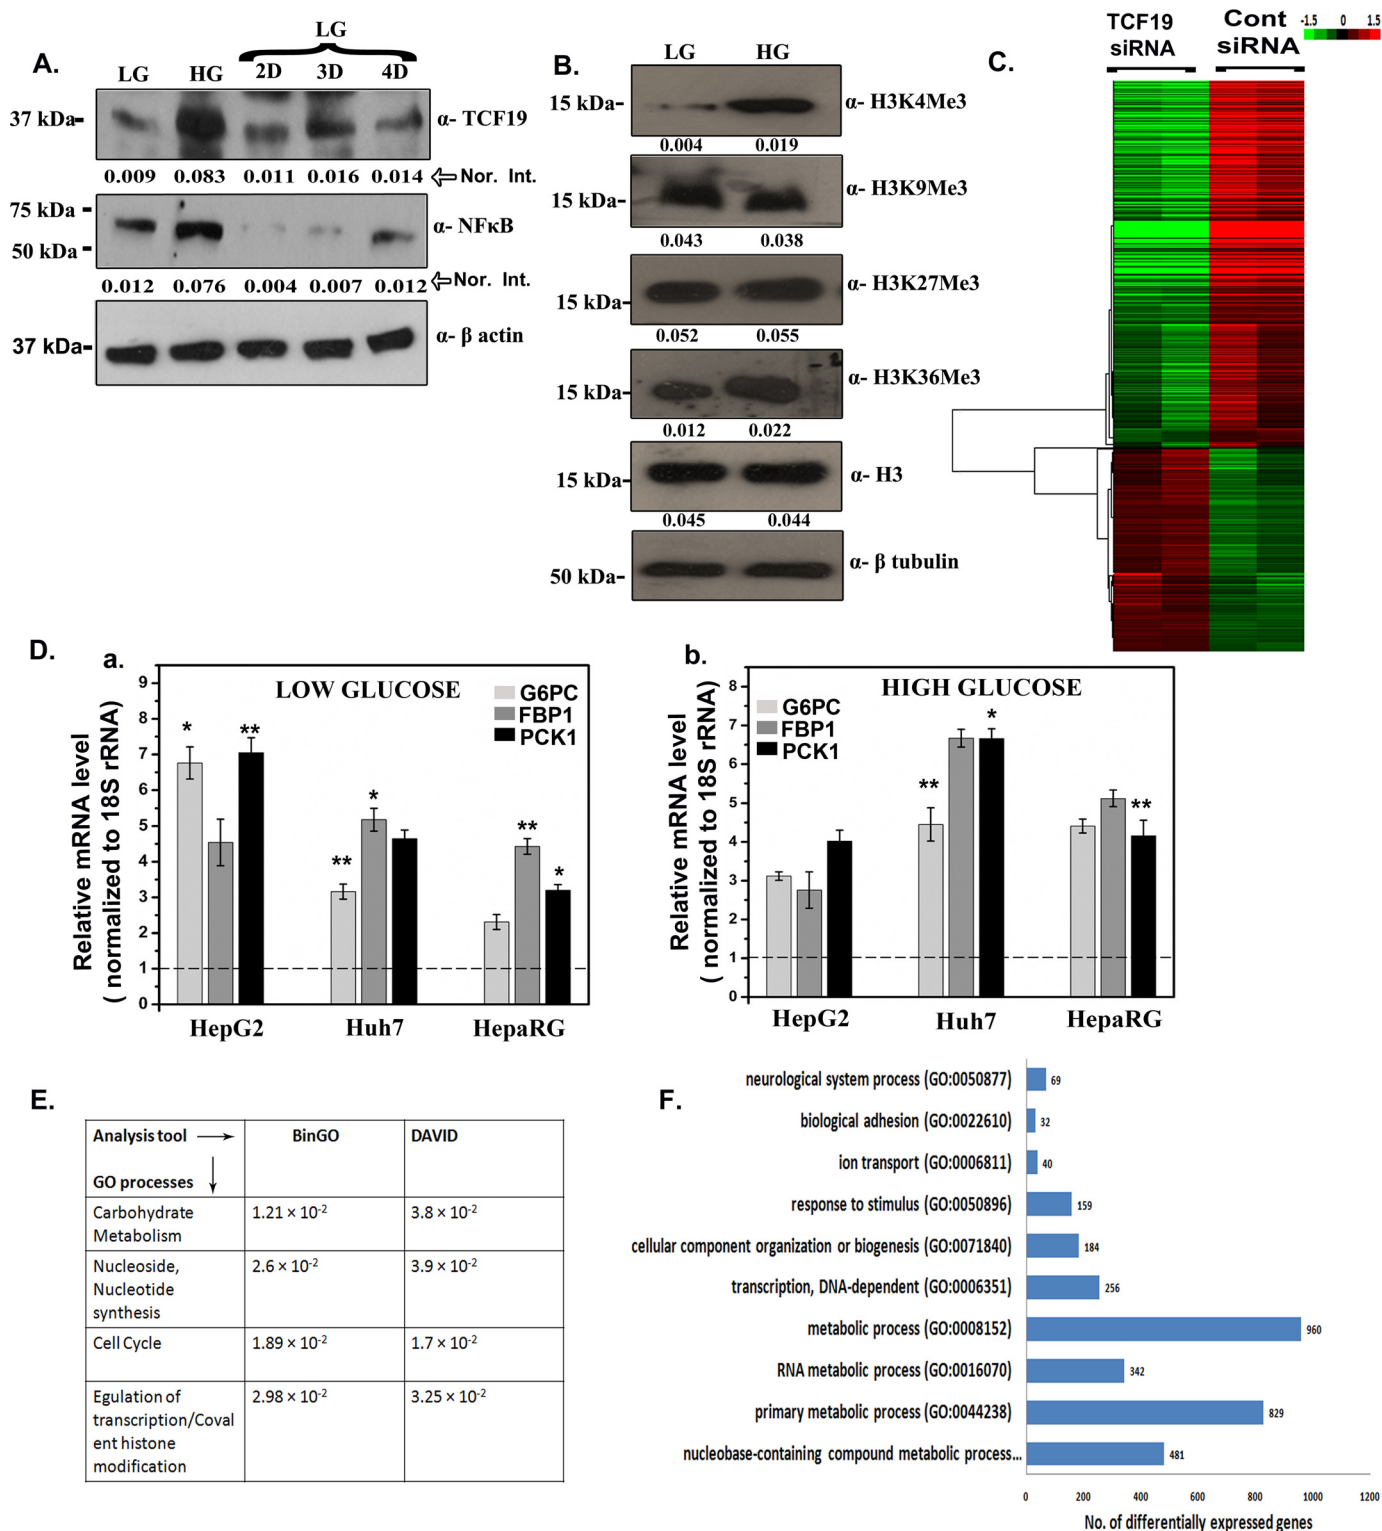 A.
LG
LG
HG
2D
3D
4D
37 kDa-
α- TCF19
0.009 0.083 0.011 0.016 0.014 ⇦Nor. Int.
75 kDa
α- NFκB
50 kDa
0.012 0.076 0.004 0.007 0.012 ⇦Nor. Int.
37 kDa-
α- β actin
B.
LG HG
15 kDa-
α- H3K4Me3
0.004 0.019
15 kDa-
α- H3K9Me3
0.043 0.038
α- H3K27Me3
15 kDa-
0.052 0.055
α- H3K36Me3
15 kDa-
0.012 0.022
15 kDa-
α- H3
0.045 0.044
α- β tubulin
50 kDa-
C.
TCF19
siRNA
Cont
siRNA
-1.5 0 1.5
D.
a.
LOW GLUCOSE
G6PC
FBP1
PCK1
Relative mRNA level
( normalized to 18S rRNA)
9
8
7
6
5
4
3
2
1
0
* **
** *
** *
HepG2 Huh7 HepaRG
b.
HIGH GLUCOSE
G6PC
FBP1
PCK1
Relative mRNA level
( normalized to 18S rRNA)
8
7
6
5
4
3
2
1
0
** *
**
HepG2 Huh7 HepaRG
E.
Analysis tool → BinGO DAVID
GO processes ↓
Carbohydrate
Metabolism
1.21 × 10⁻² 3.8 × 10⁻²
Nucleoside,
Nucleotide
synthesis
2.6 × 10⁻² 3.9 × 10⁻²
Cell Cycle 1.89 × 10⁻² 1.7 × 10⁻²
Egulation of
transcription/Coval
ent histone
modification
2.98 × 10⁻² 3.25 × 10⁻²
F.
neurological system process (GO:0050877) 69
biological adhesion (GO:0022610) 32
ion transport (GO:0006811) 40
response to stimulus (GO:0050896) 159
cellular component organization or biogenesis (GO:0071840) 184
transcription, DNA-dependent (GO:0006351) 256
metabolic process (GO:0008152) 960
RNA metabolic process (GO:0016070) 342
primary metabolic process (GO:0044238) 829
nucleobase-containing compound metabolic process... 481
0 200 400 600 800 1000 1200
No. of differentially expressed genes